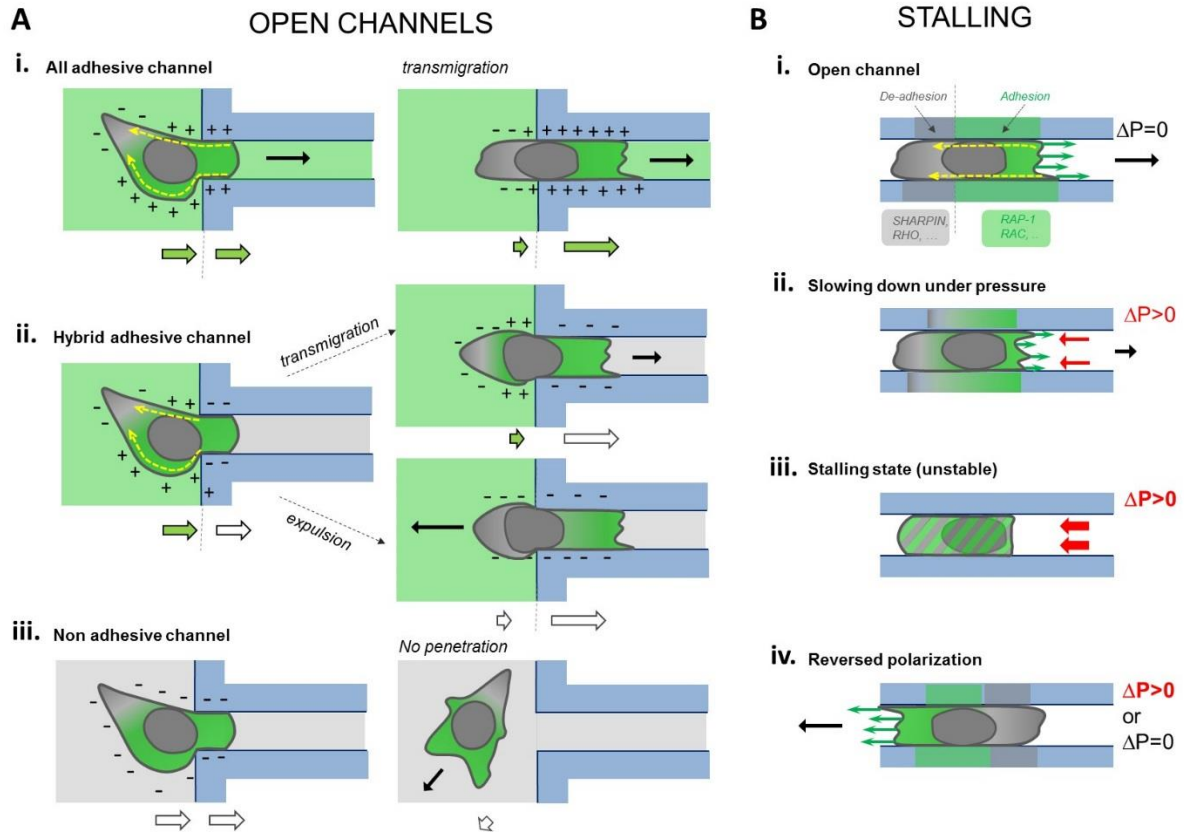 A
OPEN CHANNELS
i. All adhesive channel
transmigration
- - + + + +
- + + + + + + +
- - + + + + + +
- - + + + + + + +
ii. Hybrid adhesive channel
transmigration
expulsion
- - + + - -
- + + + + + - -
- - + + - - -
- - + + - - -
- - - - - -
- - - - - -
iii. Non adhesive channel
No penetration
- - - - - -
- - - - - - -
B
STALLING
i. Open channel
De-adhesion
Adhesion
ΔP=0
SHARPIN,
RHO, ...
RAP-1
RAC, ..
ii. Slowing down under pressure
ΔP>0
iii. Stalling state (unstable)
ΔP>0
iv. Reversed polarization
ΔP>0
or
ΔP=0